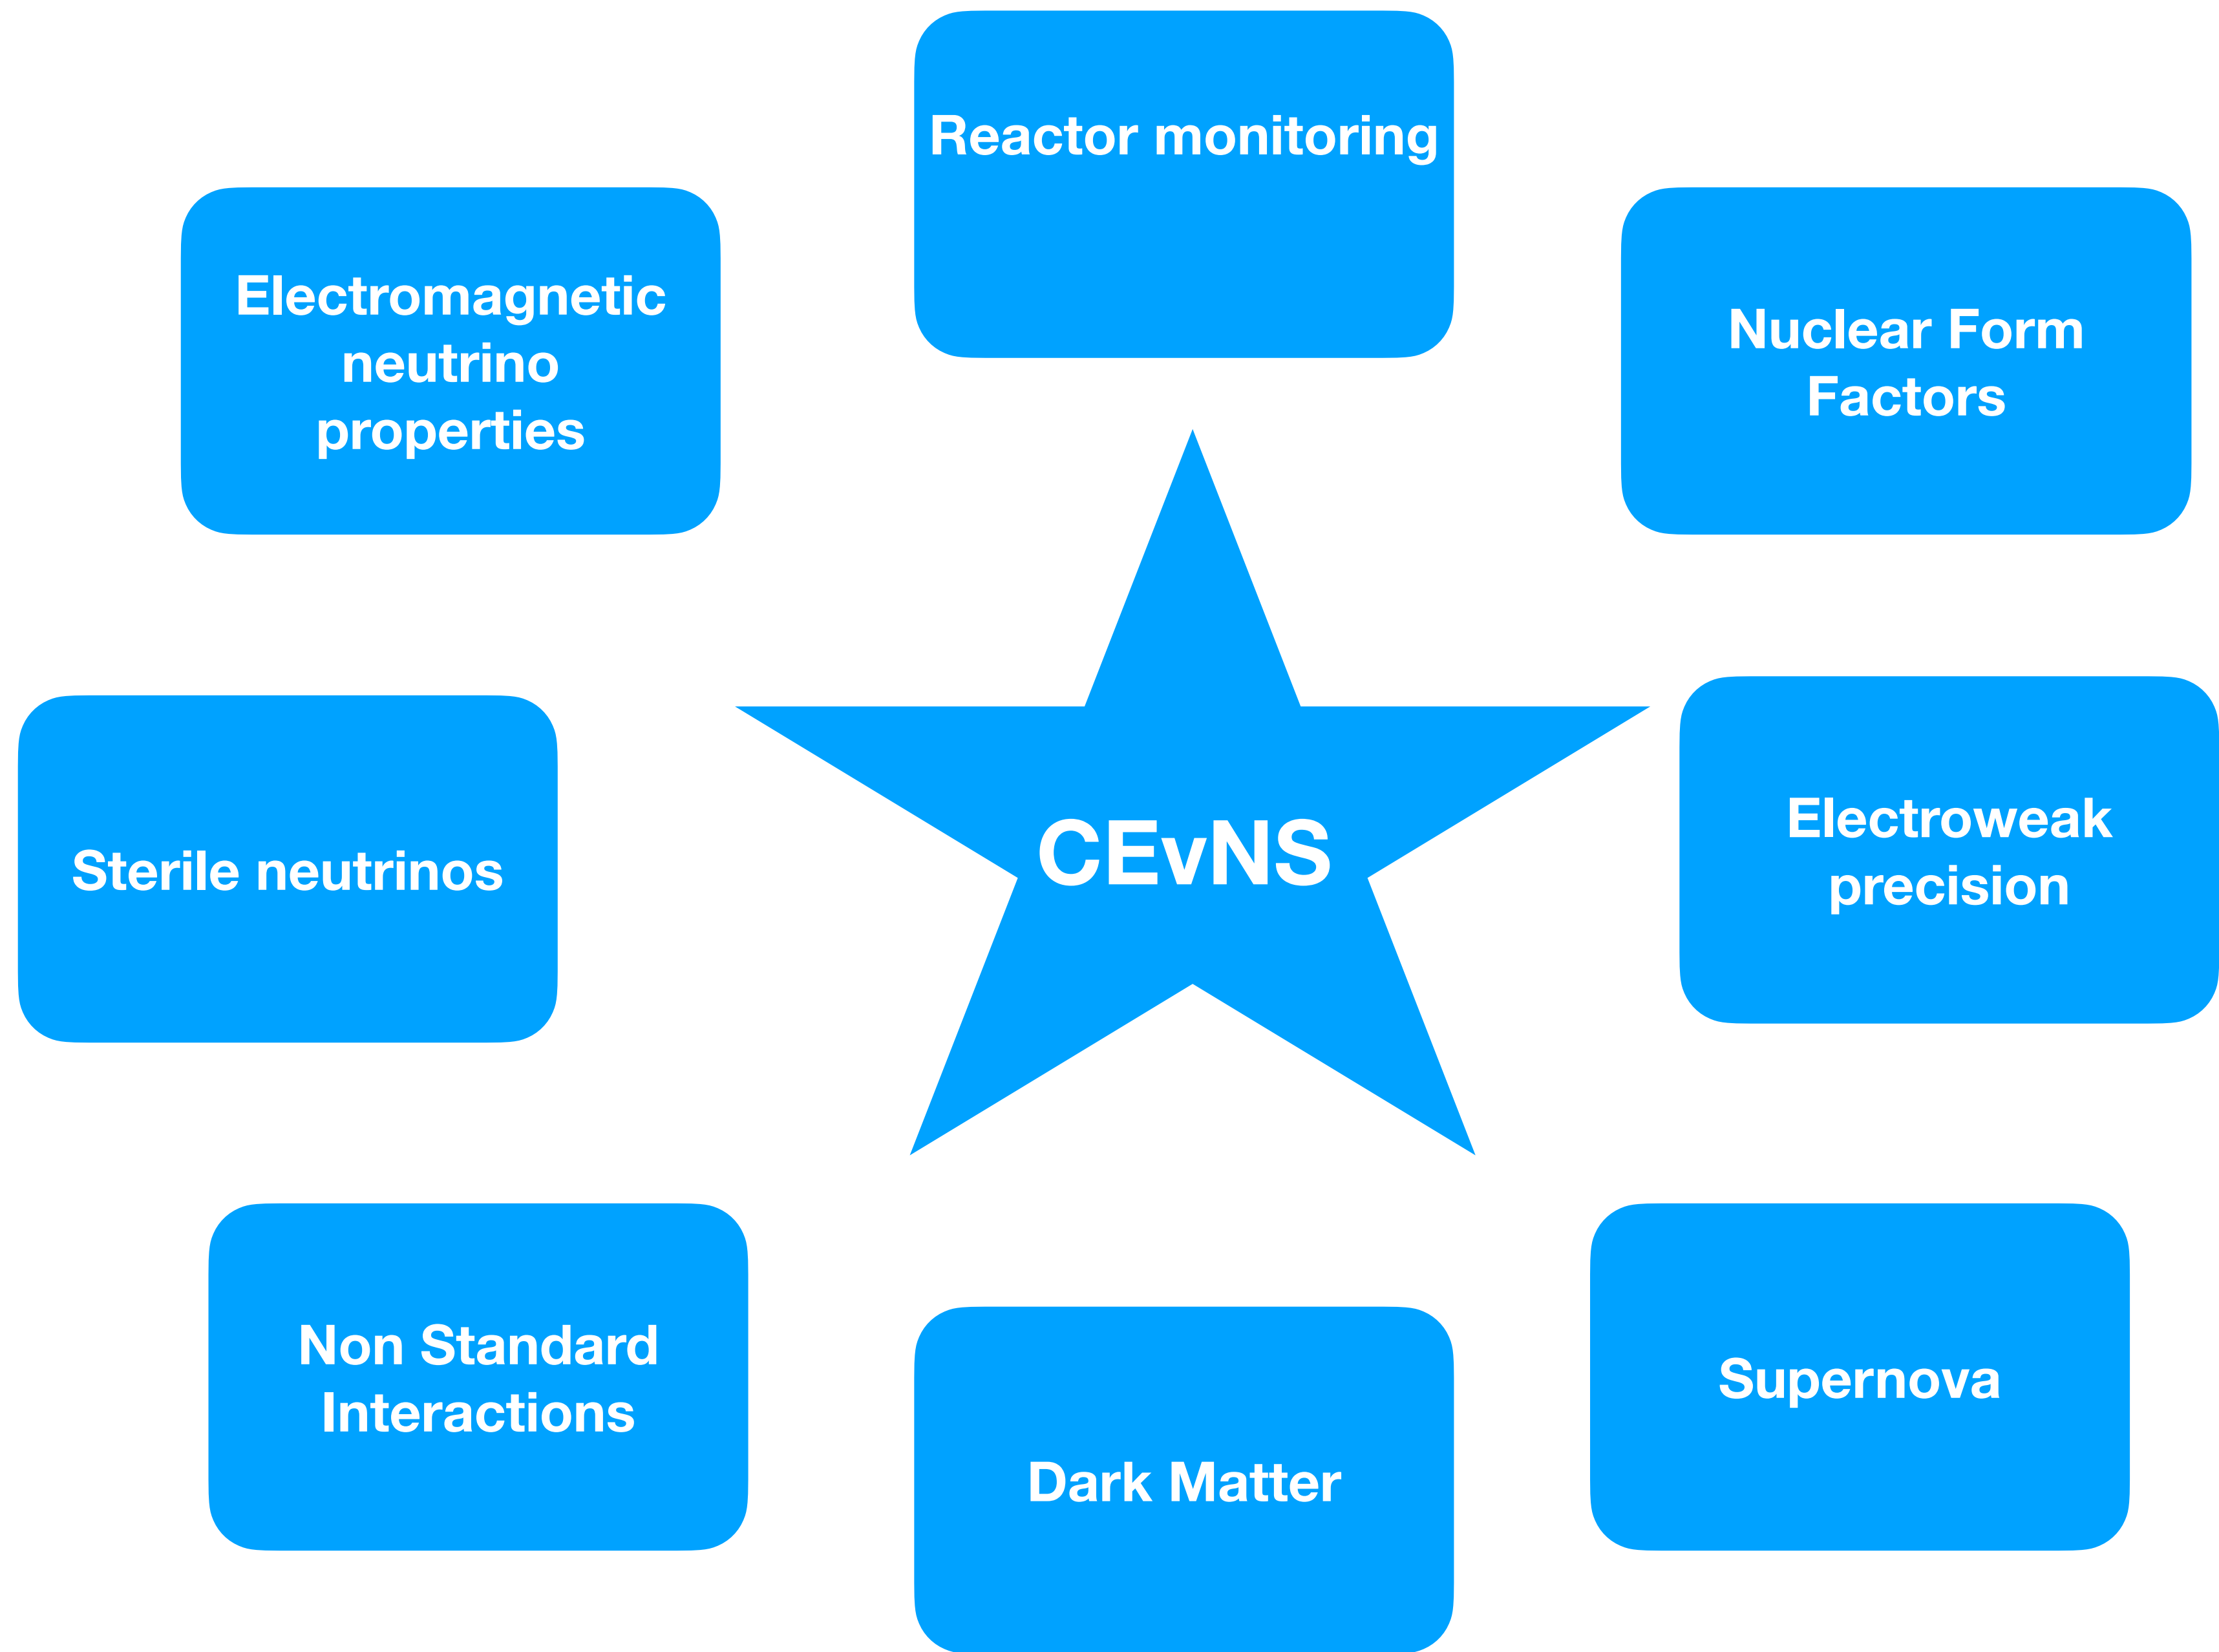 Reactor monitoring
Electromagnetic
neutrino
properties
Nuclear Form
Factors
Sterile neutrinos
CEvNS
Electroweak
precision
Non Standard
Interactions
Dark Matter
Supernova